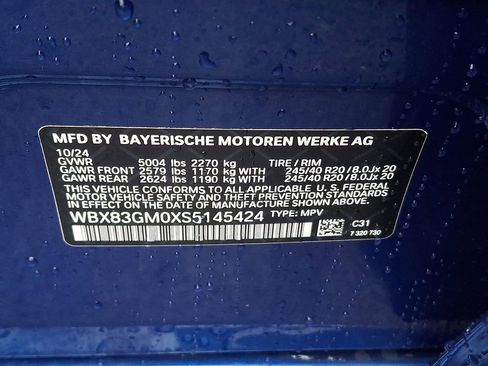 MFD BY BAYERISCHE MOTOREN WERKE AG
10/24
GVWR 5004 lbs 2270 kg TIRE / RIM
GAWR FRONT 2579 lbs 1170 kg WITH 245/40 R20 / 8.0Jx 20
GAWR REAR 2624 lbs 1190 kg WITH 245/40 R20 / 8.0Jx 20
THIS VEHICLE CONFORMS TO ALL APPLICABLE U. S. FEDERAL
MOTOR VEHICLE SAFETY STANDARDS IN
EFFECT ON THE DATE OF MANUFACTURE SHOWN ABOVE.
WBX83GM0XS5145424 TYPE: MPV
C31
7 320 730